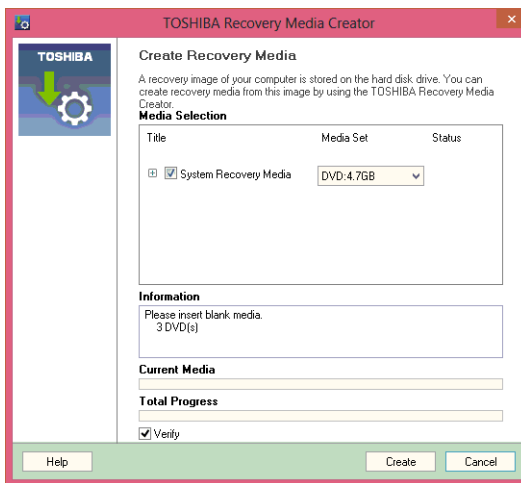 TOSHIBA Recovery Media Creator
TOSHIBA
Create Recovery Media
A recovery image of your computer is stored on the hard disk drive. You can
create recovery media from this image by using the TOSHIBA Recovery Media
Creator.
Media Selection
Title Media Set Status
System Recovery Media DVD:4.7GB
Information
Please insert blank media.
3 DVD(s)
Current Media
Total Progress
Verify
Help Create Cancel